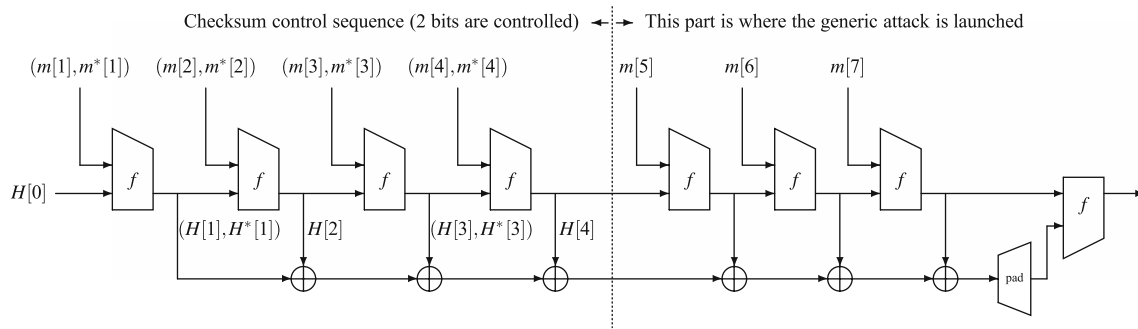 Checksum control sequence (2 bits are controlled) This part is where the generic attack is launched
(m[1],m*[1]) (m[2],m*[2]) (m[3],m*[3]) (m[4],m*[4]) m[5] m[6] m[7]
f f f f f f f f
H[0]
(H[1],H*[1]) H[2] (H[3],H*[3]) H[4]
pad